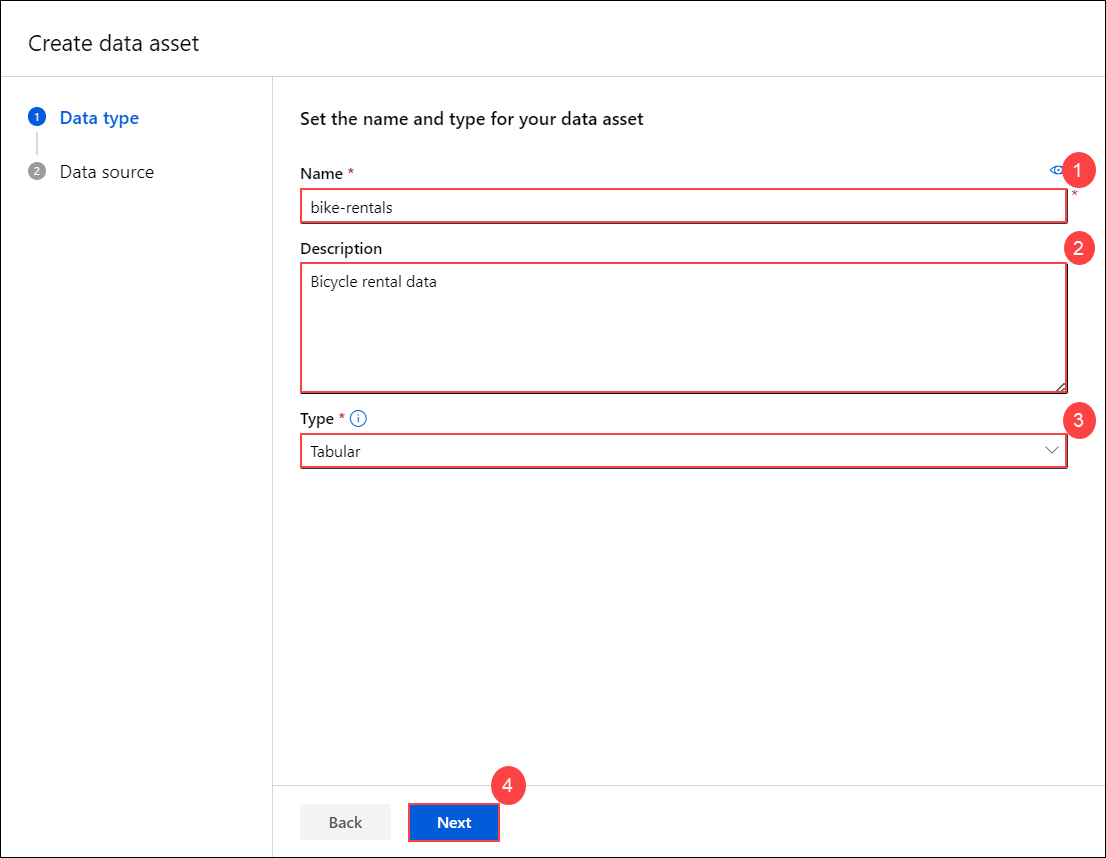 Create data asset
1 Data type
2 Data source
Set the name and type for your data asset
Name *
1
*
bike-rentals
Description
2
Bicycle rental data
Type * i
3
Tabular
4
Back
Next